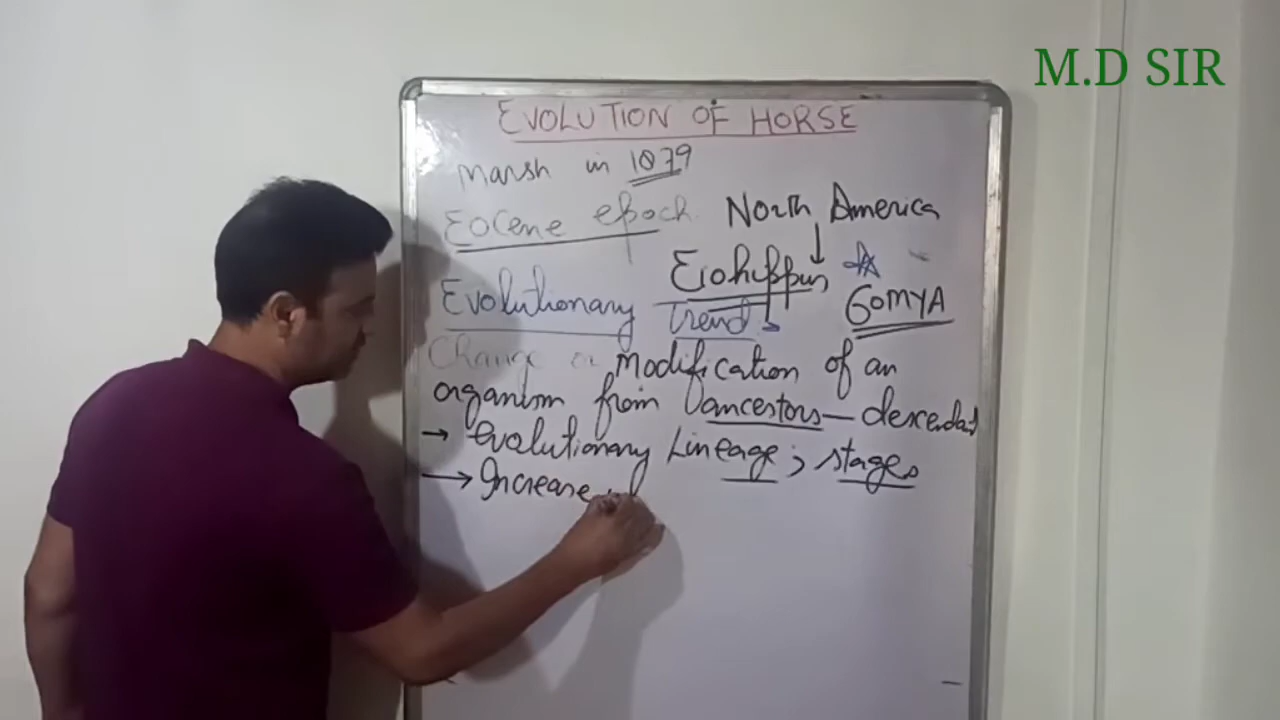 M.D SIR
EVOLUTION OF HORSE
Marsh in 1879
Eocene epoch North America
↓
Eohippus
60MYA
Evolutionary Trend
Change or Modification of an
organism from ancestors — descendant
→ Evolutionary Lineage; stages
→ Increase